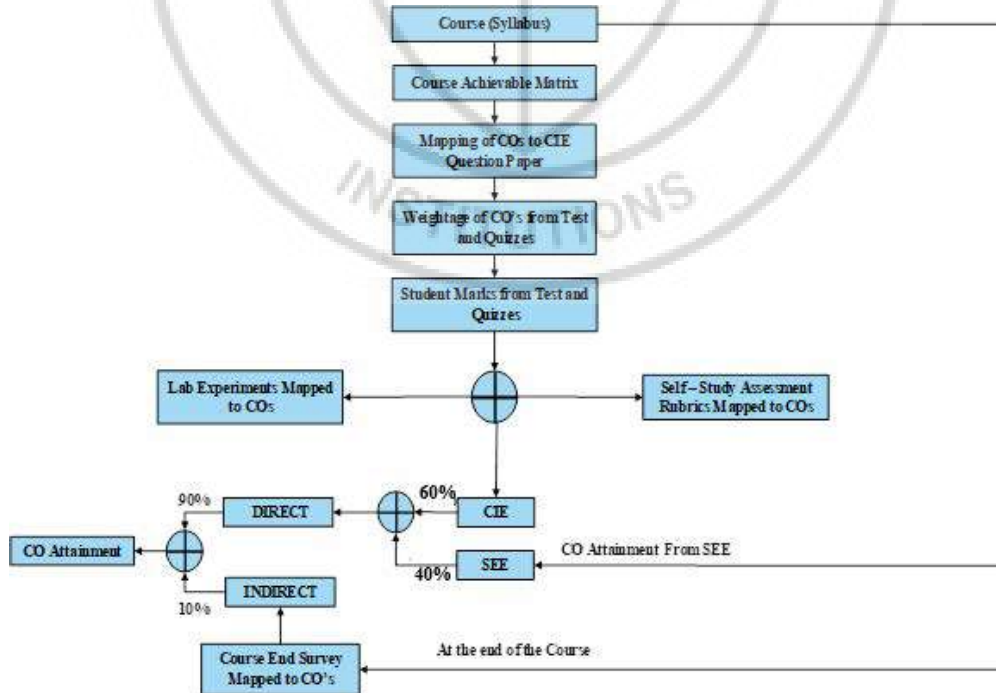 Course (Syllabus)
Course Achievable Matrix
Mapping of COs to CIE
Question Paper
INSTITUTIONS
Weightage of CO's from Test
and Quizzes
Student Marks from Test and
Quizzes
Lab Experiments Mapped
to COs
Self – Study Assessment
Rubrics Mapped to COs
90%
DIRECT
60%
CIE
CO Attainment
40%
SEE
CO Attainment From SEE
10%
INDIRECT
At the end of the Course
Course End Survey
Mapped to CO's